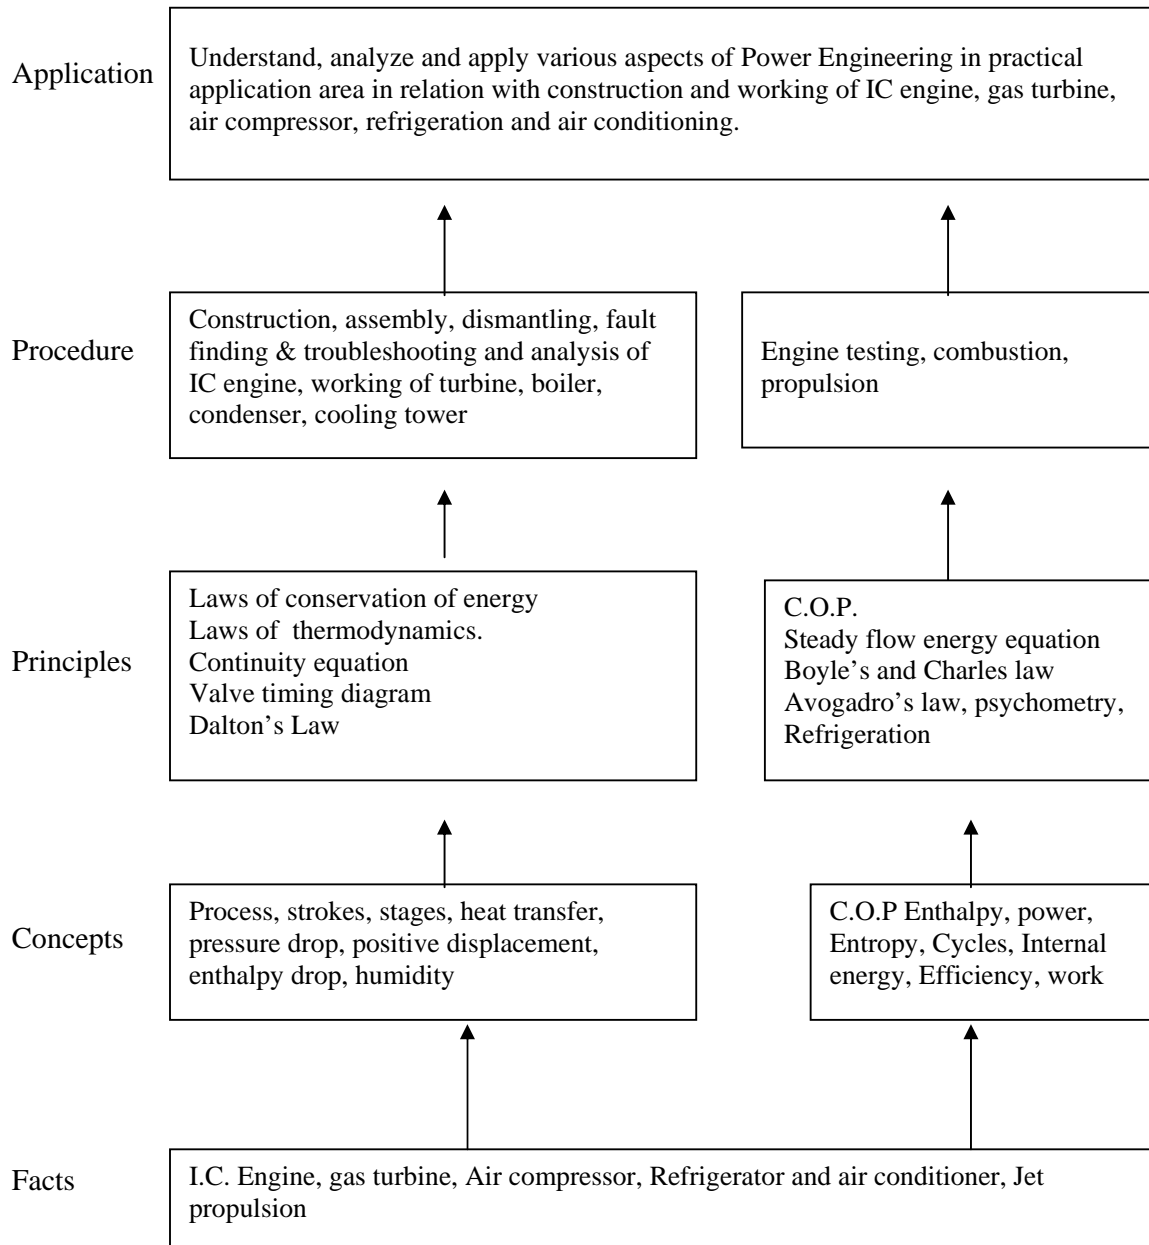 Application
Understand, analyze and apply various aspects of Power Engineering in practical
application area in relation with construction and working of IC engine, gas turbine,
air compressor, refrigeration and air conditioning.
Procedure
Construction, assembly, dismantling, fault
finding & troubleshooting and analysis of
IC engine, working of turbine, boiler,
condenser, cooling tower
Engine testing, combustion,
propulsion
Principles
Laws of conservation of energy
Laws of thermodynamics.
Continuity equation
Valve timing diagram
Dalton’s Law
C.O.P.
Steady flow energy equation
Boyle’s and Charles law
Avogadro’s law, psychometry,
Refrigeration
Concepts
Process, strokes, stages, heat transfer,
pressure drop, positive displacement,
enthalpy drop, humidity
C.O.P Enthalpy, power,
Entropy, Cycles, Internal
energy, Efficiency, work
Facts
I.C. Engine, gas turbine, Air compressor, Refrigerator and air conditioner, Jet
propulsion